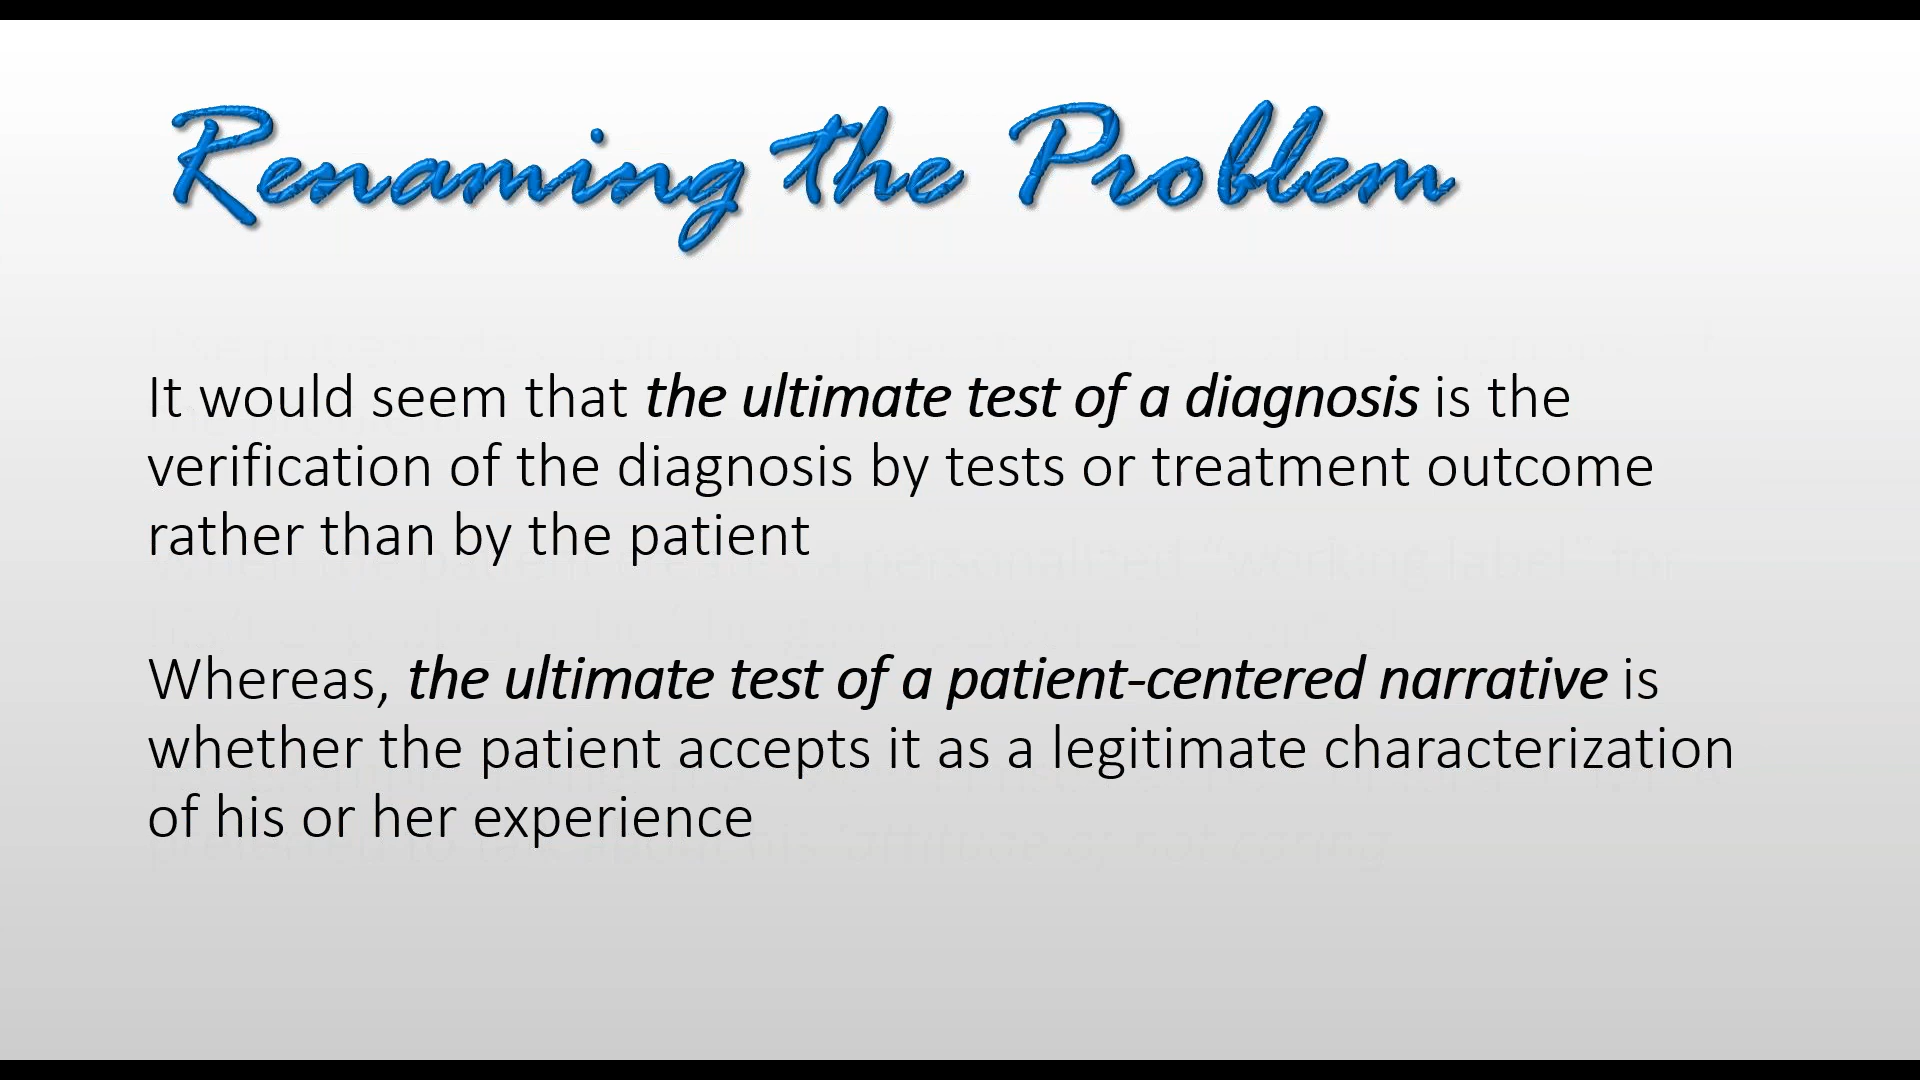 Renaming the Problem
It would seem that the ultimate test of a diagnosis is the
verification of the diagnosis by tests or treatment outcome
rather than by the patient
Whereas, the ultimate test of a patient-centered narrative is
whether the patient accepts it as a legitimate characterization
of his or her experience